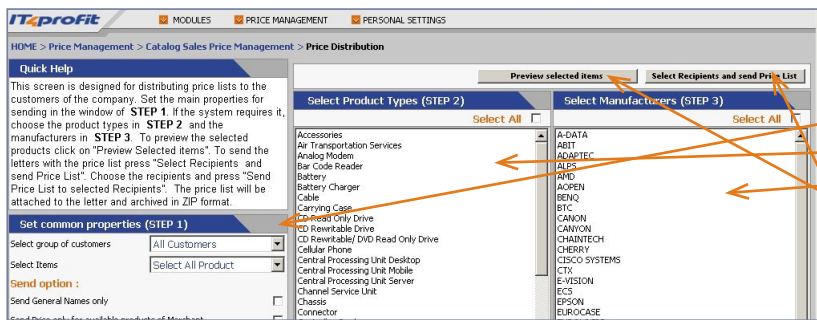 IT4profit
MODULES
PRICE MANAGEMENT
PERSONAL SETTINGS
HOME > Price Management > Catalog Sales Price Management > Price Distribution
Quick Help
This screen is designed for distributing price lists to the
customers of the company. Set the main properties for
sending in the window of STEP 1. If the system requires it,
choose the product types in STEP 2 and the
manufacturers in STEP 3. To preview the selected
products click on "Preview Selected items". To send the
letters with the price list press "Select Recipients and
send Price List". Choose the recipients and press "Send
Price List to selected Recipients". The price list will be
attached to the letter and archived in ZIP format.
Set common properties (STEP 1)
Select group of customers All Customers
Select Items Select All Product
Send option :
Send General Names only
Send Price only for available products of Merchant
Preview selected items
Select Recipients and send Price List
Select Product Types (STEP 2)
Select All
Accessories
Air Transportation Services
Analog Modem
Bar Code Reader
Battery
Battery Charger
Cable
Carrying Case
CD Read Only Drive
CD Rewritable Drive
CD Rewritable/ DVD Read Only Drive
Cellular Phone
Central Processing Unit Desktop
Central Processing Unit Mobile
Central Processing Unit Server
Channel Service Unit
Chassis
Connector
Select Manufacturers (STEP 3)
Select All
A-DATA
ABIT
ADAPTEC
ALPS
AMD
AOPEN
BENQ
BTC
CANON
CANYON
CHAINTECH
CHERRY
CISCO SYSTEMS
CTX
E-VISION
ECS
EPSON
EUROCASE